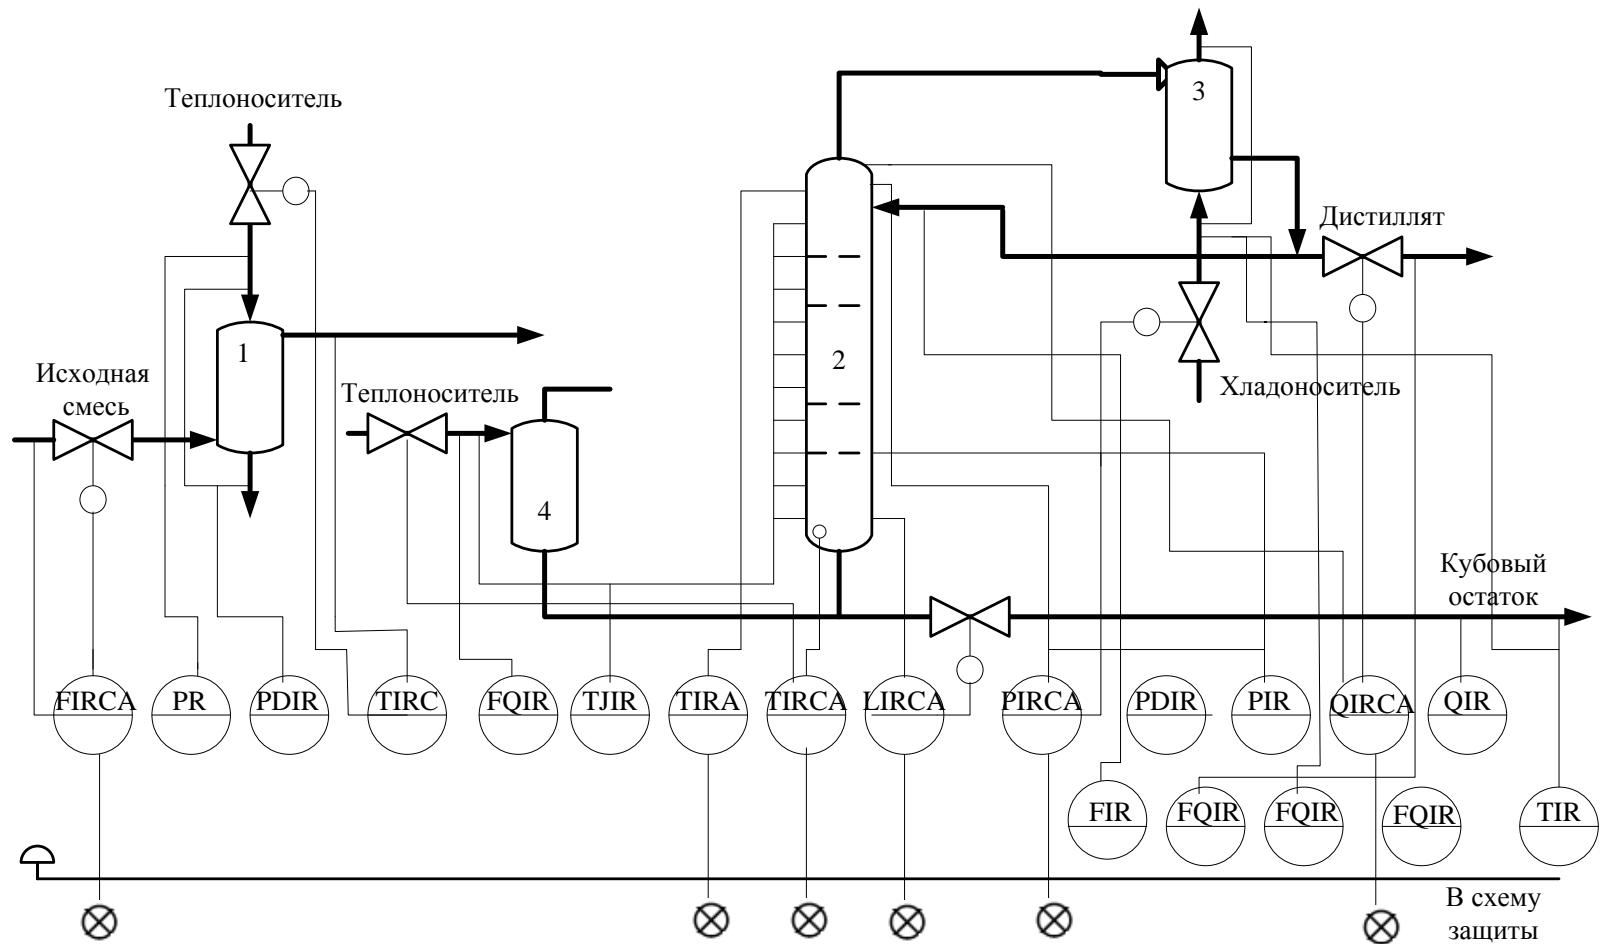 3
Теплоноситель
Дистиллят
1
2
Исходная
смесь
Теплоноситель
Хладоноситель
4
Кубовый
остаток
FIRCA
PR
PDIR
TIRC
FQIR
TJIR
TIRA
TIRCA
LIRCA
PIRCA
PDIR
PIR
QIRCA
QIR
FIR
FQIR
FQIR
FQIR
TIR
В схему
защиты